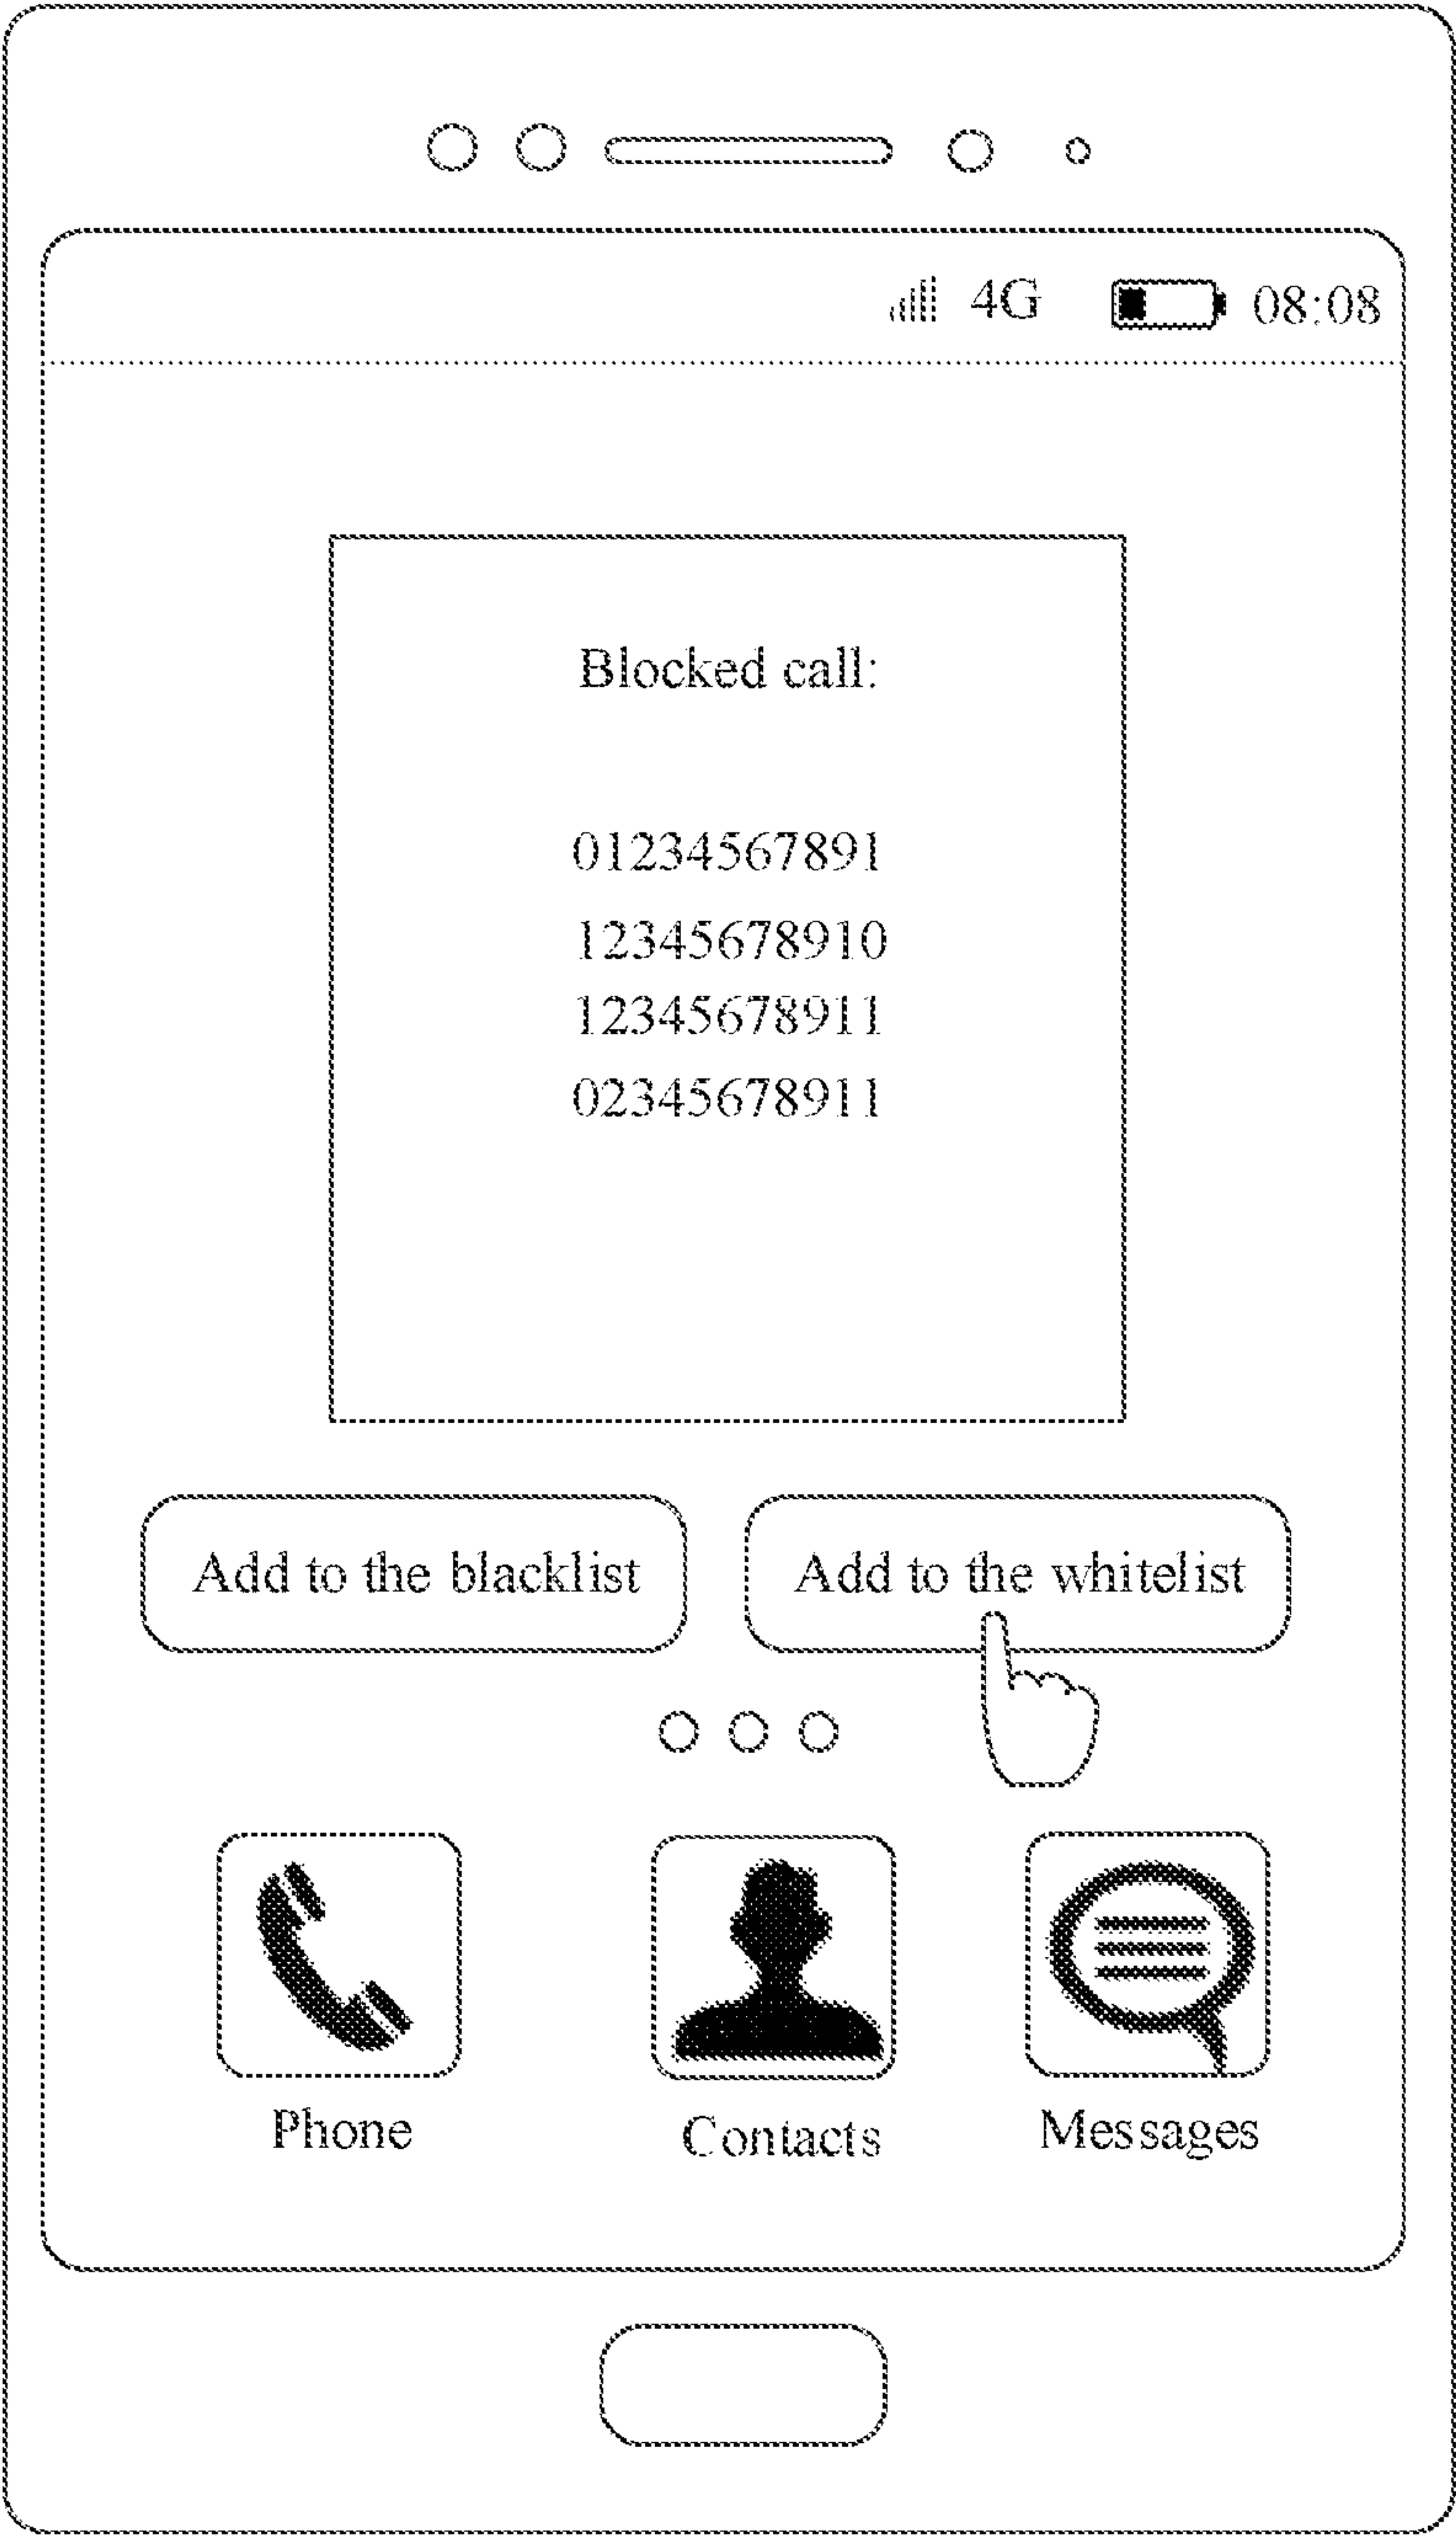 4G 08:08
Blocked call:
01234567891
12345678910
12345678911
02345678911
Add to the blacklist Add to the whitelist
Phone Contacts Messages